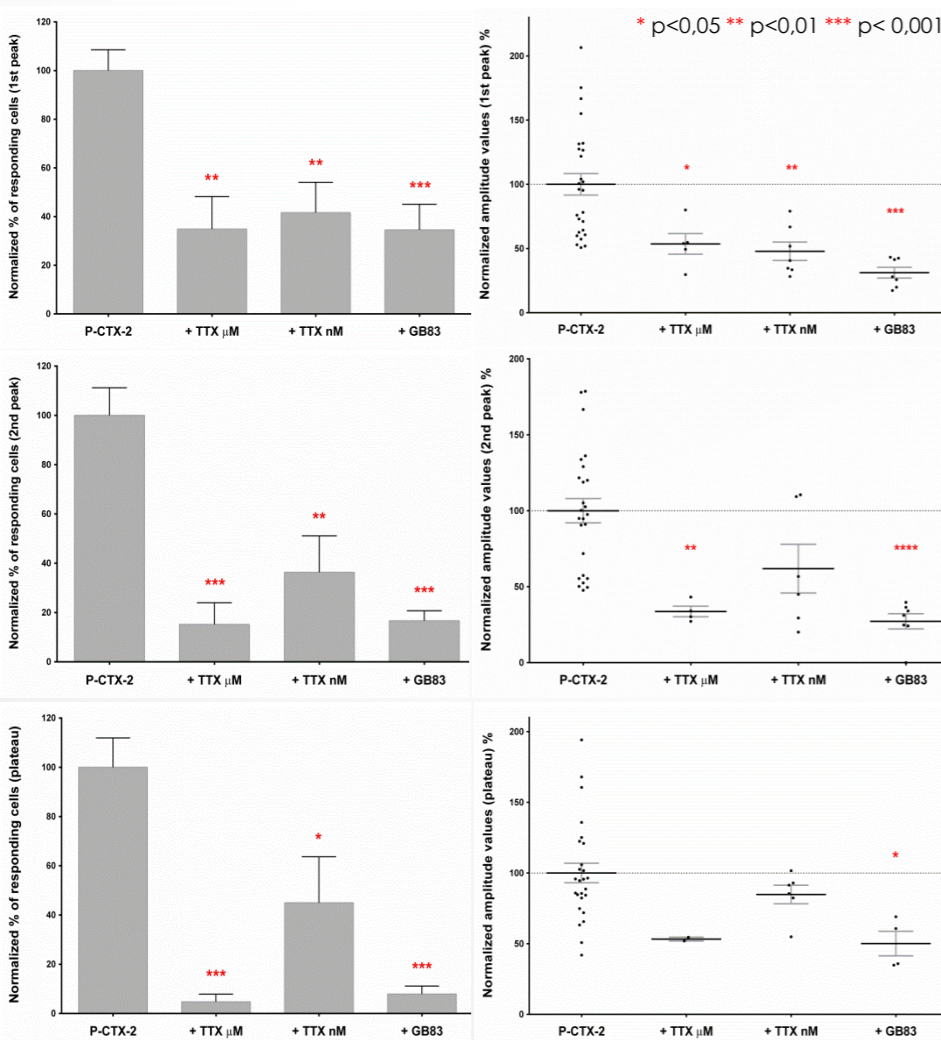 * p<0,05 ** p<0,01 *** p< 0,001
Normalized % of responding cells (1st peak)
120
100
80
60
40
20
0
** ** ***
P-CTX-2 + TTX μM + TTX nM + GB83
Normalized amplitude values (1st peak) %
200
150
100
50
0
* ** ***
P-CTX-2 + TTX μM + TTX nM + GB83
Normalized % of responding cells (2nd peak)
120
100
80
60
40
20
0
*** ** ***
P-CTX-2 + TTX μM + TTX nM + GB83
Normalized amplitude values (2nd peak) %
200
150
100
50
0
** ****
P-CTX-2 + TTX μM + TTX nM + GB83
Normalized % of responding cells (plateau)
120
100
80
60
40
20
0
*** * ***
P-CTX-2 + TTX μM + TTX nM + GB83
Normalized amplitude values (plateau) %
200
150
100
50
0
*
P-CTX-2 + TTX μM + TTX nM + GB83